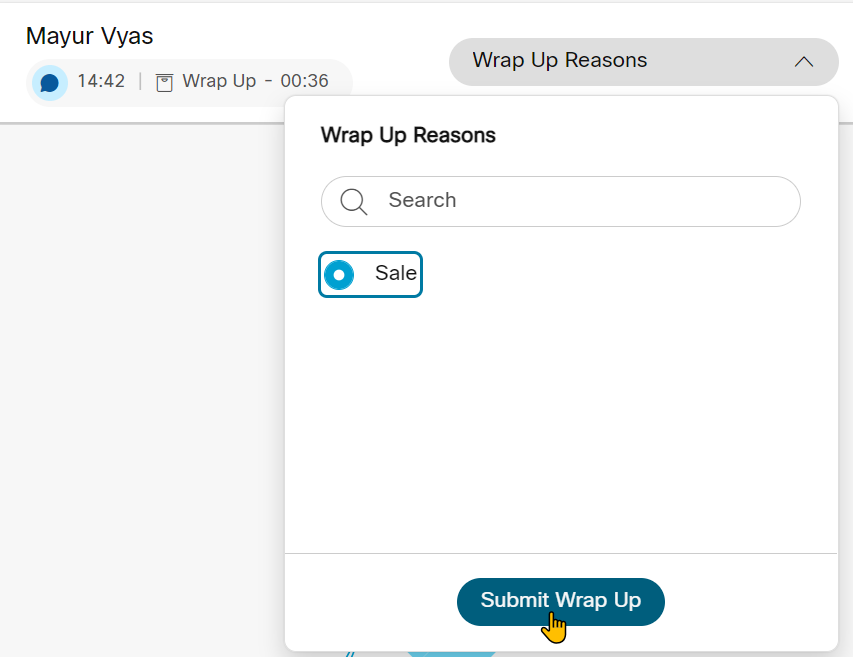 Mayur Vyas
14:42 | Wrap Up - 00:36
Wrap Up Reasons
Wrap Up Reasons
Search
Sale
Submit Wrap Up